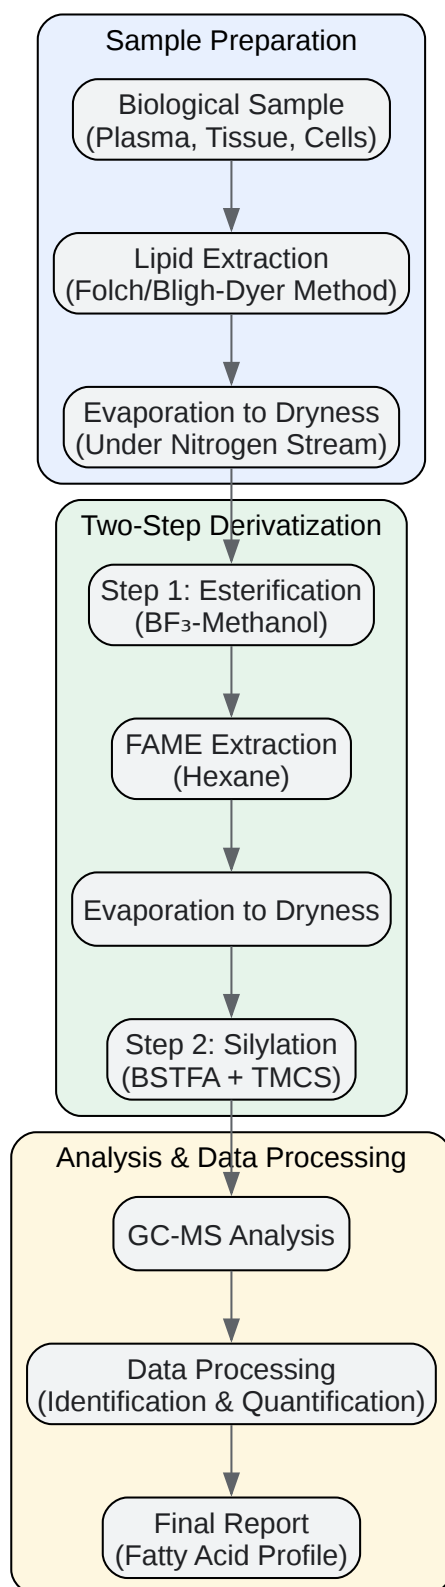 Sample Preparation
Biological Sample
(Plasma, Tissue, Cells)
Lipid Extraction
(Folch/Bligh-Dyer Method)
Evaporation to Dryness
(Under Nitrogen Stream)
Two-Step Derivatization
Step 1: Esterification
(BF₃-Methanol)
FAME Extraction
(Hexane)
Evaporation to Dryness
Step 2: Silylation
(BSTFA + TMCS)
Analysis & Data Processing
GC-MS Analysis
Data Processing
(Identification & Quantification)
Final Report
(Fatty Acid Profile)